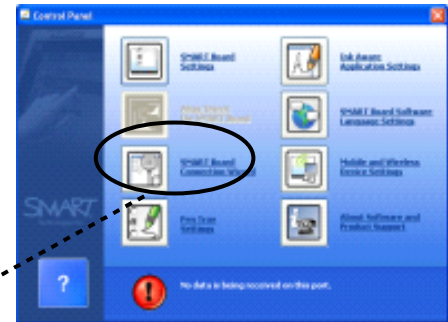 Control Panel
SMART Board
Settings
Ink Aware
Application Settings
SMART Board Software
Language Settings
SMART Board
Connection Wizard
Mobile and Wireless
Device Settings
SMART
Pen Tray
Settings
About Software and
Product Support
?
!
No data is being received on this port.